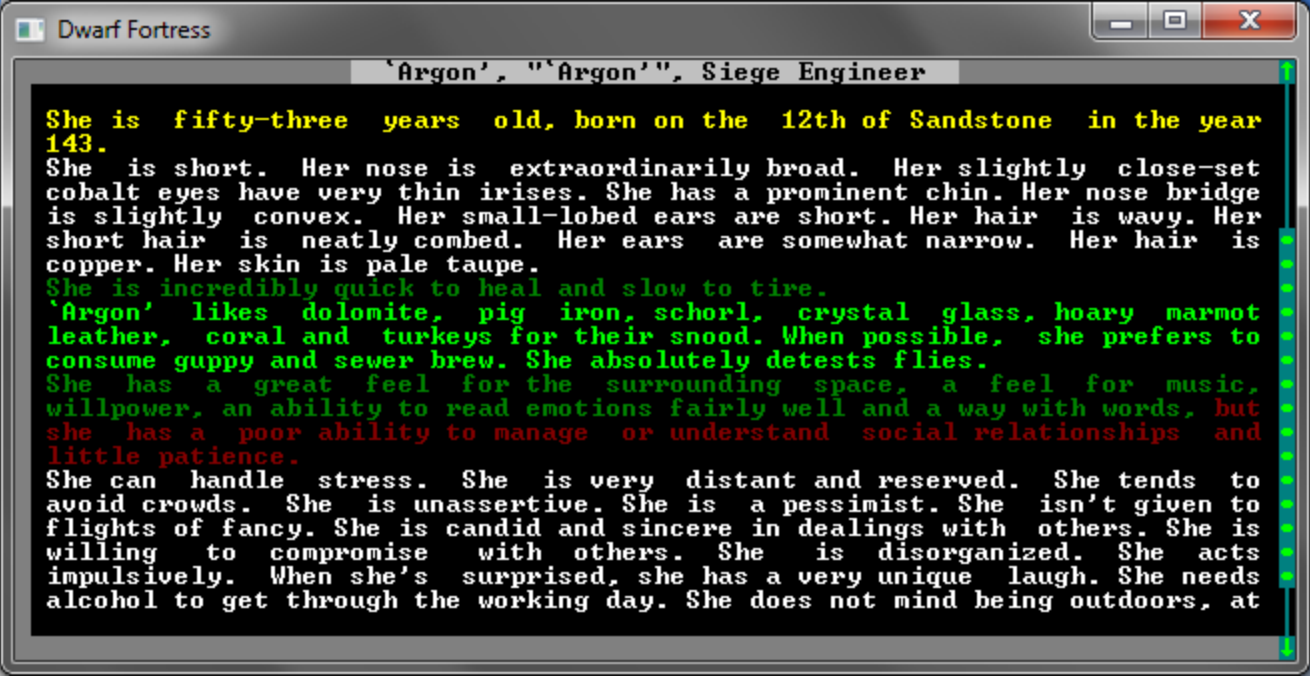 Dwarf Fortress
`Argon', "`Argon'", Siege Engineer
She is fifty-three years old, born on the 12th of Sandstone in the year
143.
She is short. Her nose is extraordinarily broad. Her slightly close-set
cobalt eyes have very thin irises. She has a prominent chin. Her nose bridge
is slightly convex. Her small-lobed ears are short. Her hair is wavy. Her
short hair is neatly combed. Her ears are somewhat narrow. Her hair is
copper. Her skin is pale taupe.
She is incredibly quick to heal and slow to tire.
`Argon' likes dolomite, pig iron, schorl, crystal glass, hoary marmot
leather, coral and turkeys for their snood. When possible, she prefers to
consume guppy and sewer brew. She absolutely detests flies.
She has a great feel for the surrounding space, a feel for music,
willpower, an ability to read emotions fairly well and a way with words, but
she has a poor ability to manage or understand social relationships and
little patience.
She can handle stress. She is very distant and reserved. She tends to
avoid crowds. She is unassertive. She is a pessimist. She isn't given to
flights of fancy. She is candid and sincere in dealings with others. She is
willing to compromise with others. She is disorganized. She acts
impulsively. When she's surprised, she has a very unique laugh. She needs
alcohol to get through the working day. She does not mind being outdoors, at